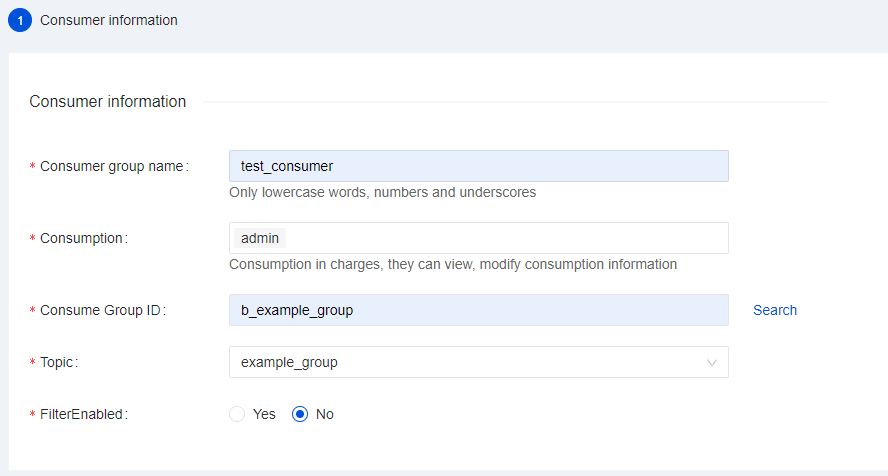 1 Consumer information
Consumer information
* Consumer group name: test_consumer
Only lowercase words, numbers and underscores
* Consumption: admin
Consumption in charges, they can view, modify consumption information
* Consume Group ID: b_example_group Search
* Topic: example_group
* FilterEnabled: Yes No